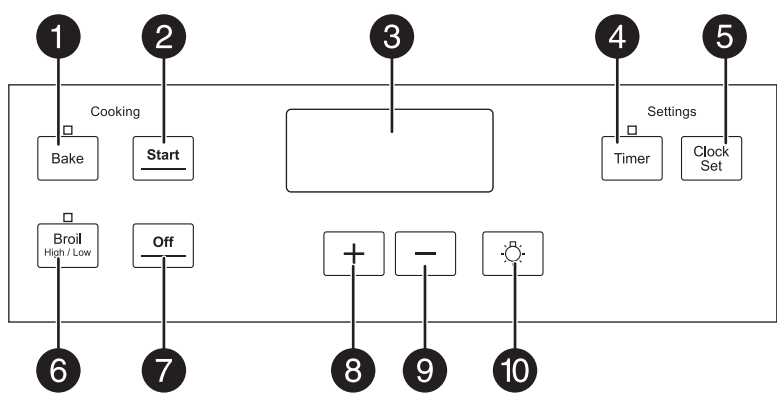 1 2 3 4 5
Cooking Settings
Bake Start Timer Clock
Set
Broil
High / Low
Off + −
6 7 8 9 10